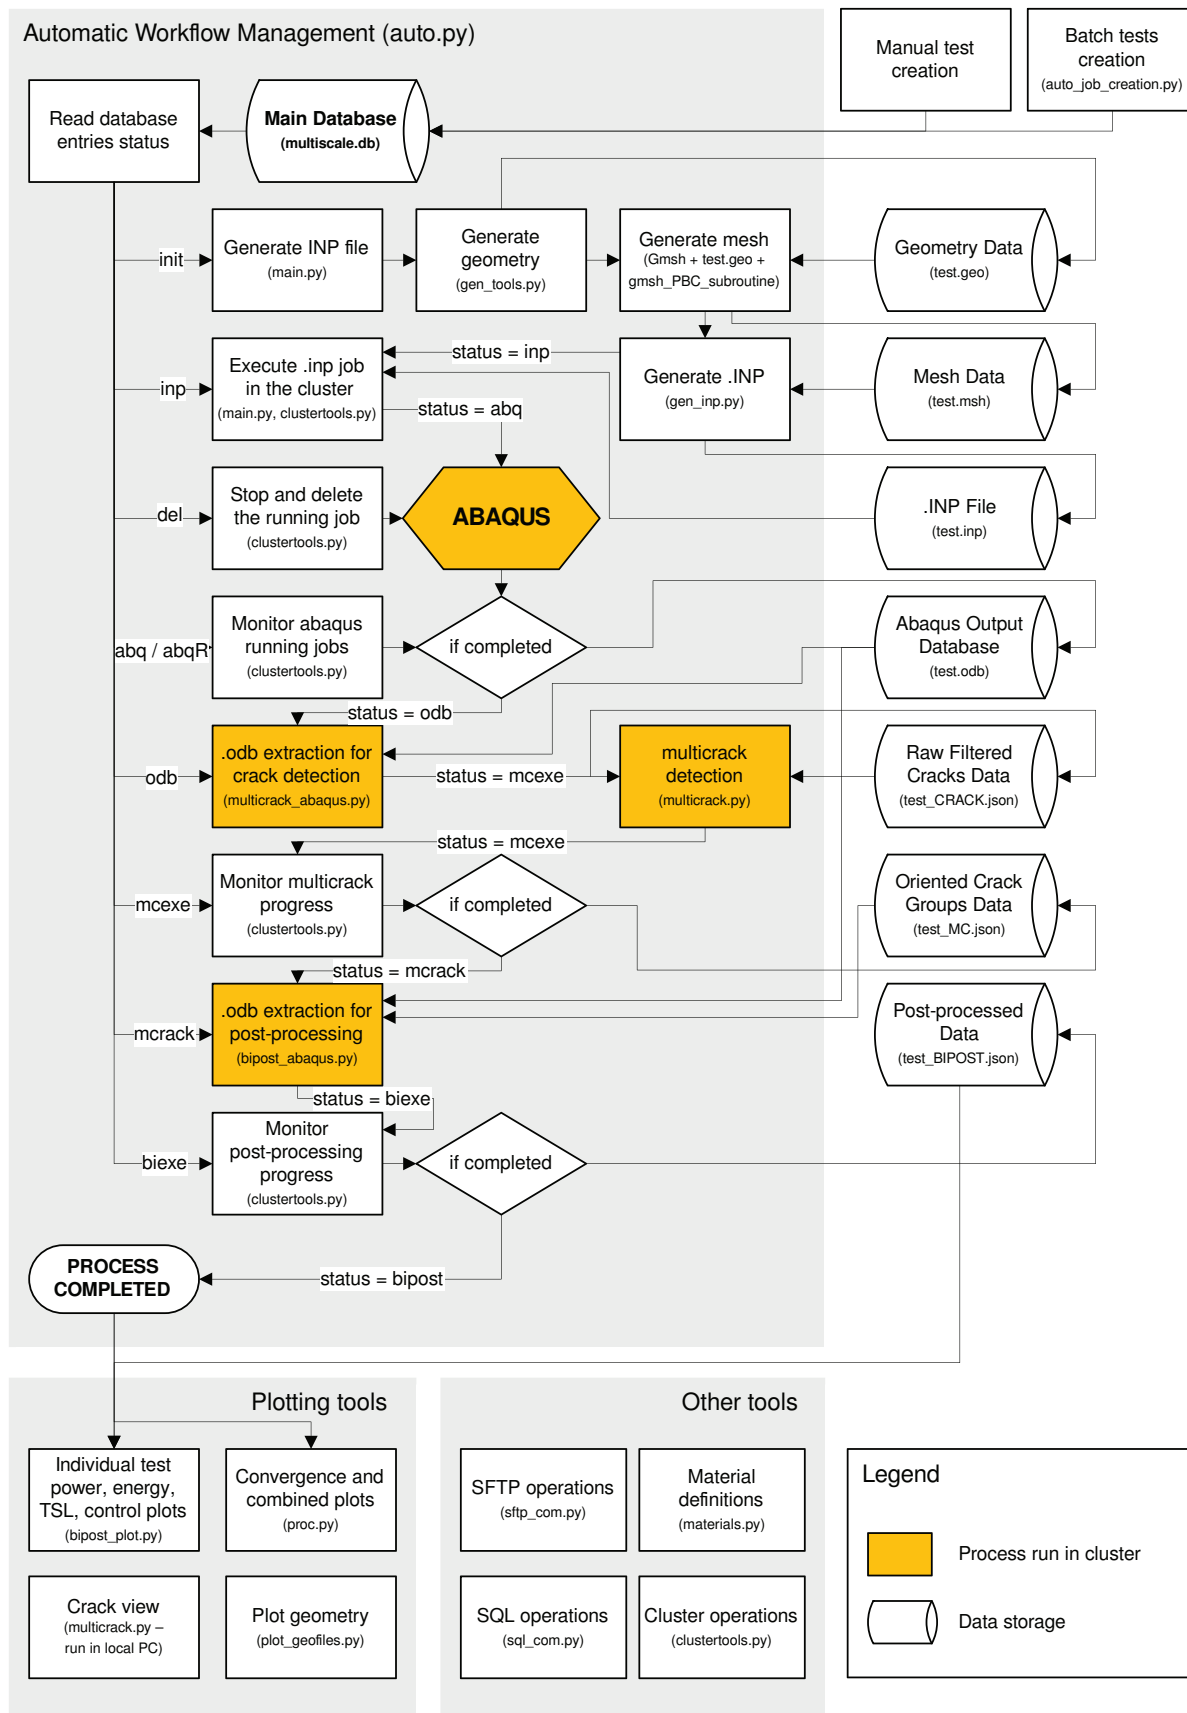 Automatic Workflow Management (auto.py)
Manual test
creation
Batch tests
creation
(auto_job_creation.py)
Read database
entries status
Main Database
(multiscale.db)
init
Generate INP file
(main.py)
Generate
geometry
(gen_tools.py)
Generate mesh
(Gmsh + test.geo +
gmsh_PBC_subroutine)
Geometry Data
(test.geo)
inp
Execute .inp job
in the cluster
(main.py, clustertools.py)
status = inp
status = abq
Generate .INP
(gen_inp.py)
Mesh Data
(test.msh)
del
Stop and delete
the running job
(clustertools.py)
ABAQUS
.INP File
(test.inp)
abq / abqR
Monitor abaqus
running jobs
(clustertools.py)
if completed
Abaqus Output
Database
(test.odb)
status = odb
odb
.odb extraction for
crack detection
(multicrack_abaqus.py)
status = mcexe
multicrack
detection
(multicrack.py)
Raw Filtered
Cracks Data
(test_CRACK.json)
status = mcexe
mcexe
Monitor multicrack
progress
(clustertools.py)
if completed
Oriented Crack
Groups Data
(test_MC.json)
status = mcrack
mcrack
.odb extraction for
post-processing
(bipost_abaqus.py)
Post-processed
Data
(test_BIPOST.json)
status = biexe
biexe
Monitor
post-processing
progress
(clustertools.py)
if completed
PROCESS
COMPLETED
status = bipost
Plotting tools
Individual test
power, energy,
TSL, control plots
(bipost_plot.py)
Convergence and
combined plots
(proc.py)
Crack view
(multicrack.py –
run in local PC)
Plot geometry
(plot_geofiles.py)
Other tools
SFTP operations
(sftp_com.py)
Material
definitions
(materials.py)
SQL operations
(sql_com.py)
Cluster operations
(clustertools.py)
Legend
Process run in cluster
Data storage